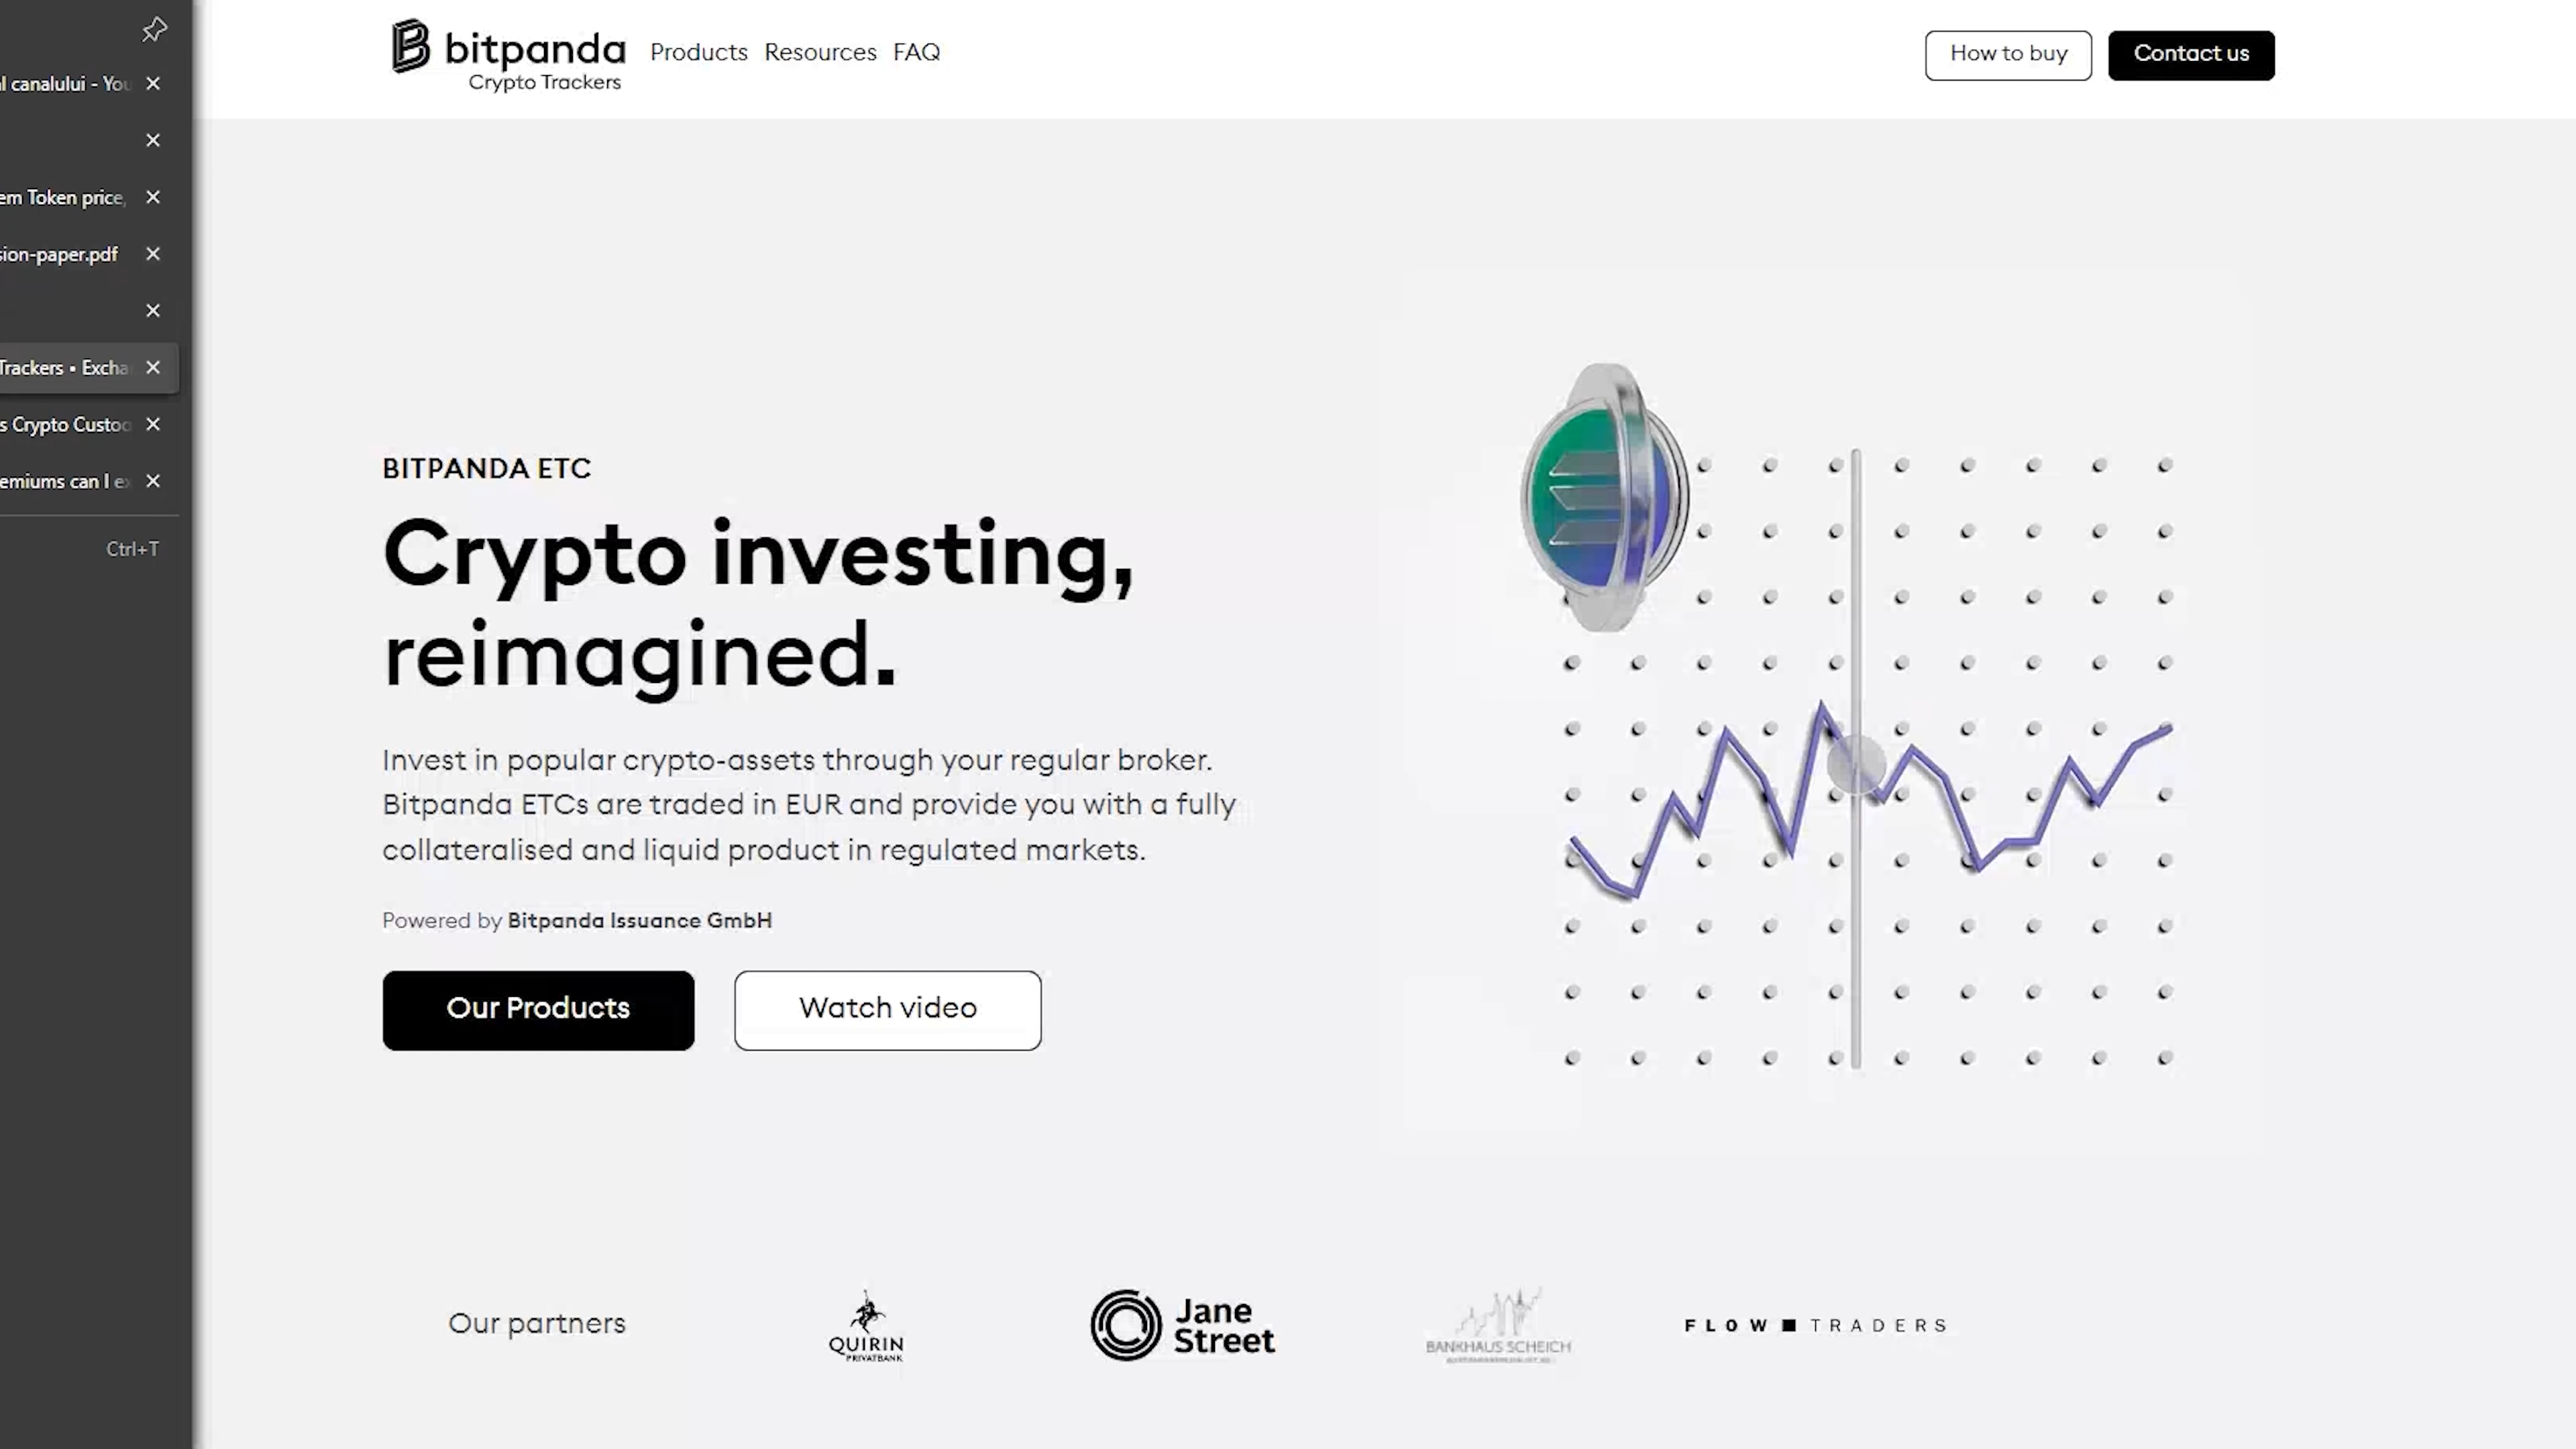 l canalului - You
em Token price,
sion-paper.pdf
Trackers • Excha
s Crypto Custod
emiums can I ex
Ctrl+T
bitpanda
Crypto Trackers
Products Resources FAQ
How to buy
Contact us
BITPANDA ETC
Crypto investing,
reimagined.
Invest in popular crypto-assets through your regular broker.
Bitpanda ETCs are traded in EUR and provide you with a fully
collateralised and liquid product in regulated markets.
Powered by Bitpanda Issuance GmbH
Our Products
Watch video
Our partners
QUIRIN
PRIVATBANK
Jane
Street
BANKHAUS SCHEICH
FLOW TRADERS